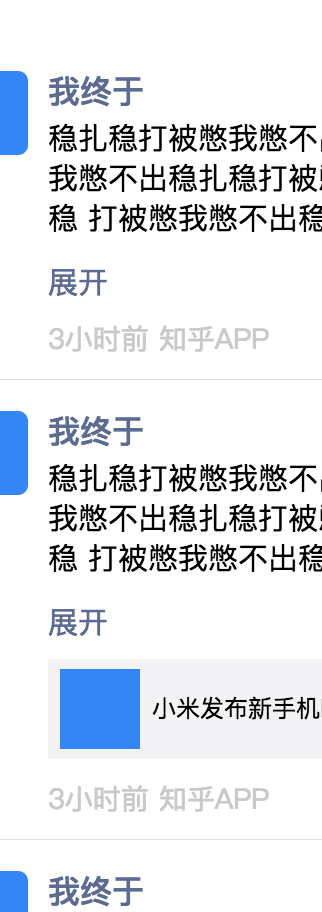 我终于
稳扎稳打被憋我憋不
我憋不出稳扎稳打被
稳 打被憋我憋不出稳
展开
3小时前 知乎APP
我终于
稳扎稳打被憋我憋不
我憋不出稳扎稳打被
稳 打被憋我憋不出稳
展开
小米发布新手机
3小时前 知乎APP
我终于